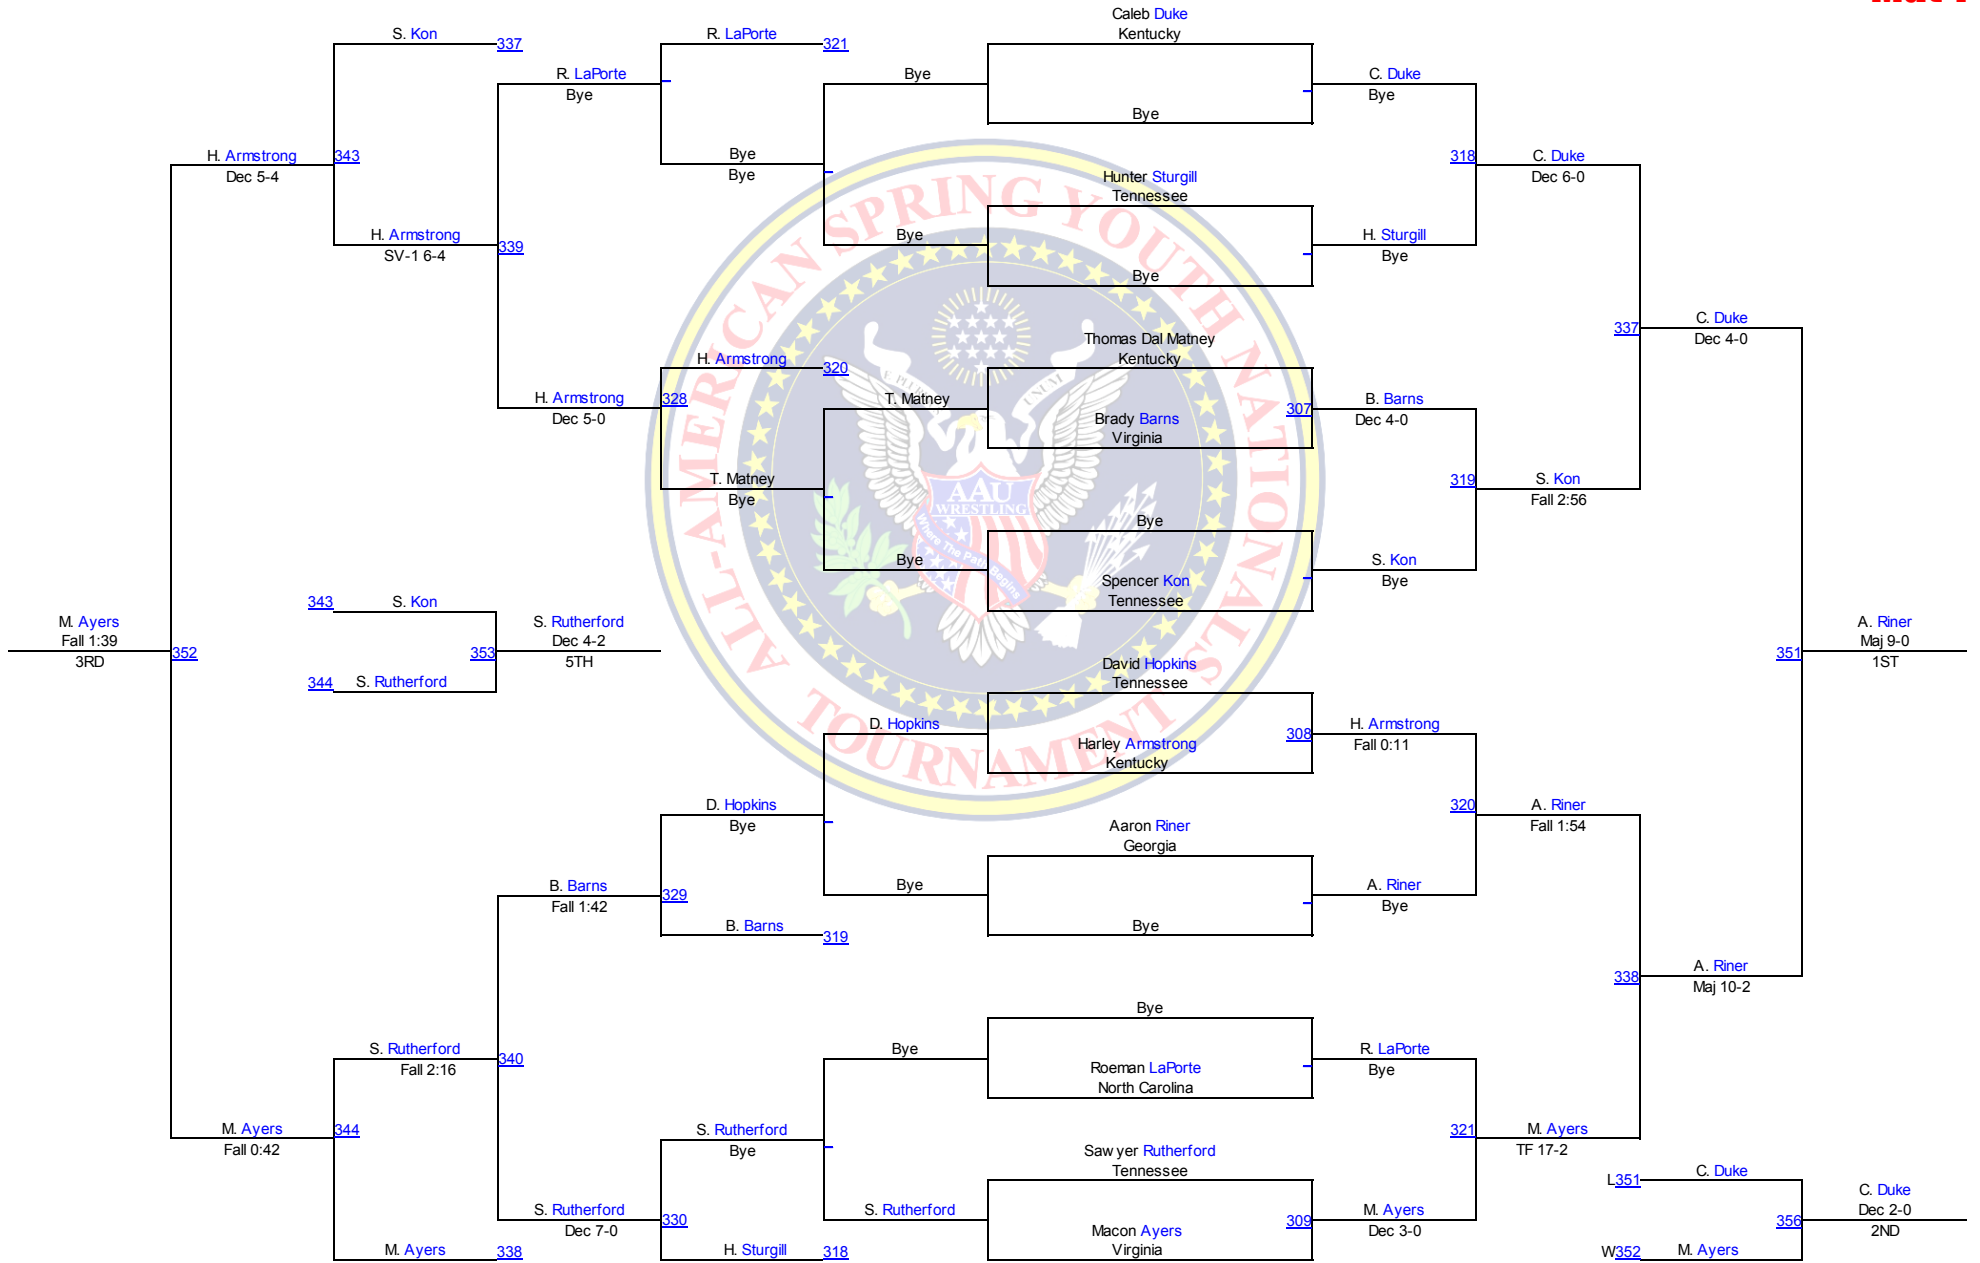 Caleb Duke
Kentucky
S. Kon
337
R. LaPorte
321
R. LaPorte
Bye
Bye
C. Duke
Bye
Bye
H. Armstrong
343
Dec 5-4
Bye
Bye
318
C. Duke
Dec 6-0
Hunter Sturgill
Tennessee
H. Armstrong
339
SV-1 6-4
Bye
H. Sturgill
Bye
Bye
337
C. Duke
Dec 4-0
Thomas Dal Matney
Kentucky
H. Armstrong
320
H. Armstrong
328
Dec 5-0
T. Matney
Brady Barns
Virginia
307
B. Barns
Dec 4-0
T. Matney
Bye
319
S. Kon
Fall 2:56
Bye
Bye
Spencer Kon
Tennessee
S. Kon
Bye
343
S. Kon
M. Ayers
Fall 1:39
3RD
352
353
S. Rutherford
Dec 4-2
5TH
344
S. Rutherford
351
A. Riner
Maj 9-0
1ST
David Hopkins
Tennessee
D. Hopkins
Harley Armstrong
Kentucky
308
H. Armstrong
Fall 0:11
D. Hopkins
Bye
320
A. Riner
Fall 1:54
Aaron Riner
Georgia
B. Barns
329
Fall 1:42
Bye
A. Riner
Bye
B. Barns
319
Bye
338
A. Riner
Maj 10-2
Bye
S. Rutherford
340
Fall 2:16
Bye
Roeman LaPorte
North Carolina
R. LaPorte
Bye
M. Ayers
344
Fall 0:42
S. Rutherford
Bye
321
M. Ayers
TF 17-2
Sawyer Rutherford
Tennessee
S. Rutherford
330
Dec 7-0
S. Rutherford
Macon Ayers
Virginia
309
M. Ayers
Dec 3-0
M. Ayers
338
H. Sturgill
318
L351
C. Duke
356
C. Duke
Dec 2-0
2ND
W352
M. Ayers
ALL-AMERICAN SPRING YOUTH NATIONALS
TOURNAMENT
AAU
WRESTLING
UNUM